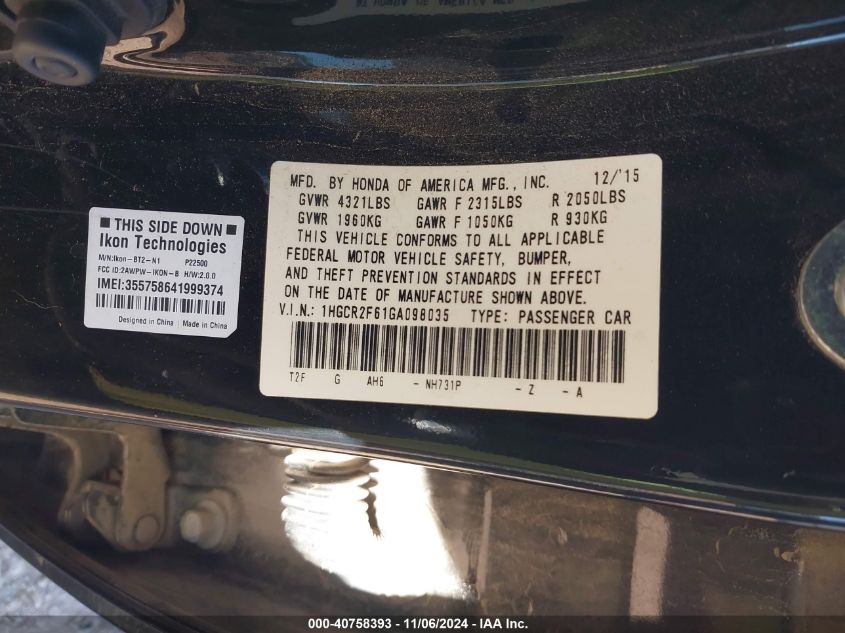 MFD. BY HONDA OF AMERICA MFG., INC. 12/'15
GVWR 4321LBS GAWR F 2315LBS R 2050LBS
GVWR 1960KG GAWR F 1050KG R 930KG
THIS VEHICLE CONFORMS TO ALL APPLICABLE
FEDERAL MOTOR VEHICLE SAFETY, BUMPER,
AND THEFT PREVENTION STANDARDS IN EFFECT
ON THE DATE OF MANUFACTURE SHOWN ABOVE.
V.I.N.: 1HGCR2F61GA098035 TYPE: PASSENGER CAR
T2F G AH6 - NH731P - Z - A
THIS SIDE DOWN
Ikon Technologies
M/N:Ikon-BT2-N1 P22500
FCC ID:2AWPW-IKON-B H/W:2.0.0
IMEI:355758641999374
Designed in China Made in China
000-40758393 - 11/06/2024 - IAA Inc.